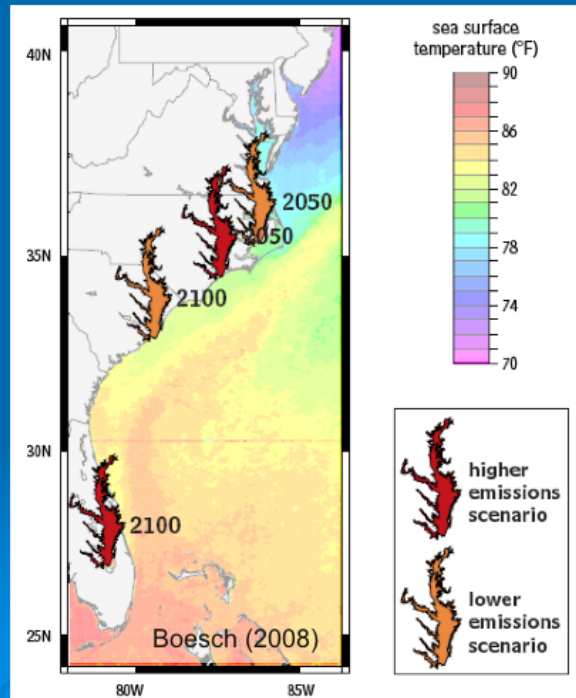 40N
35N
30N
25N
80W
85W
2050
2050
2100
2100
Boesch (2008)
sea surface
temperature (°F)
90
86
82
78
74
70
higher
emissions
scenario
lower
emissions
scenario